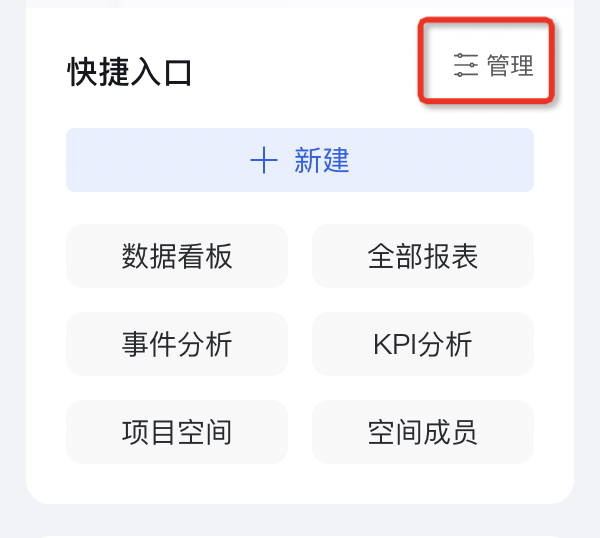 快捷入口
管理
新建
数据看板
全部报表
事件分析
KPI分析
项目空间
空间成员